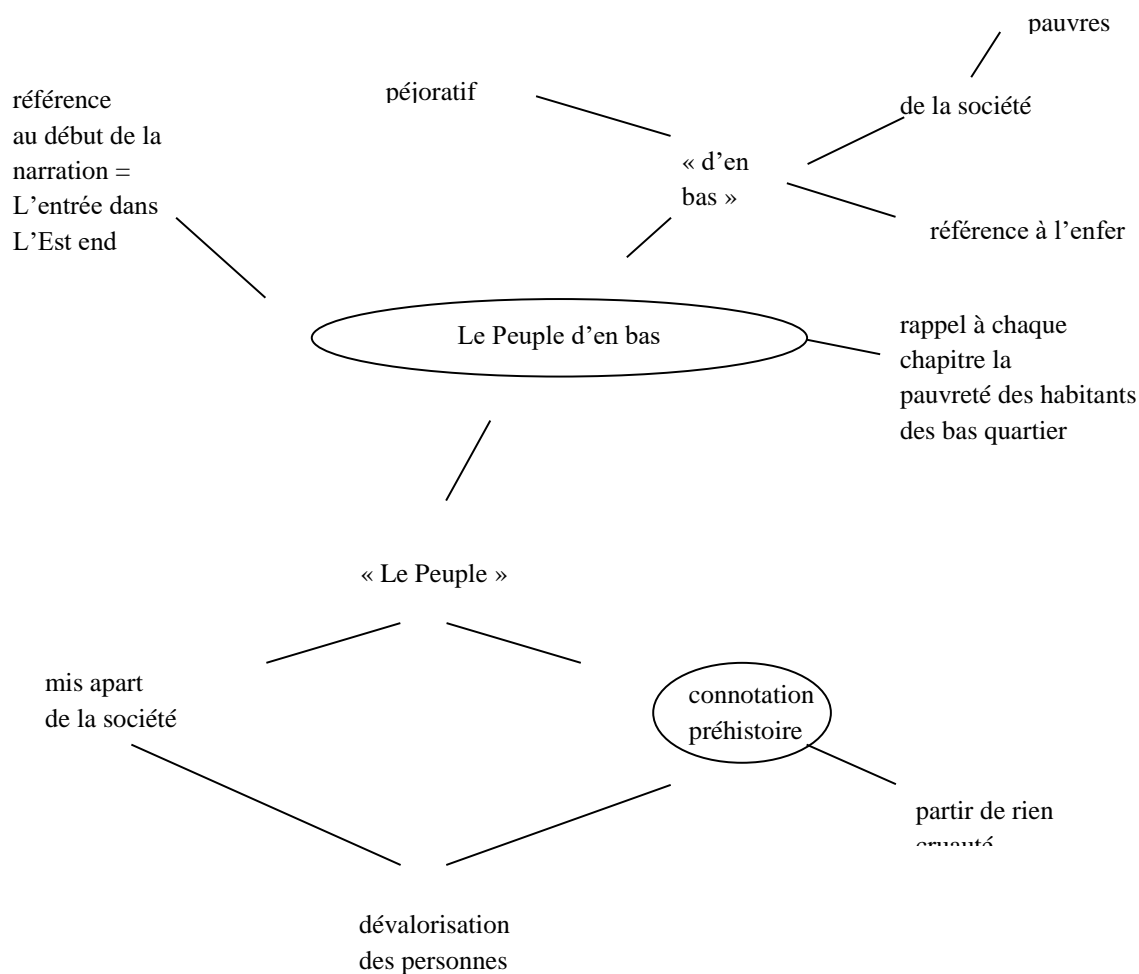 pauvres
péjoratif
référence
au début de la
narration =
L'entrée dans
L'Est end
de la société
« d'en
bas »
référence à l'enfer
Le Peuple d'en bas
rappel à chaque
chapitre la
pauvreté des habitants
des bas quartier
« Le Peuple »
mis apart
de la société
connotation
préhistoire
partir de rien
cruauté
dévalorisation
des personnes